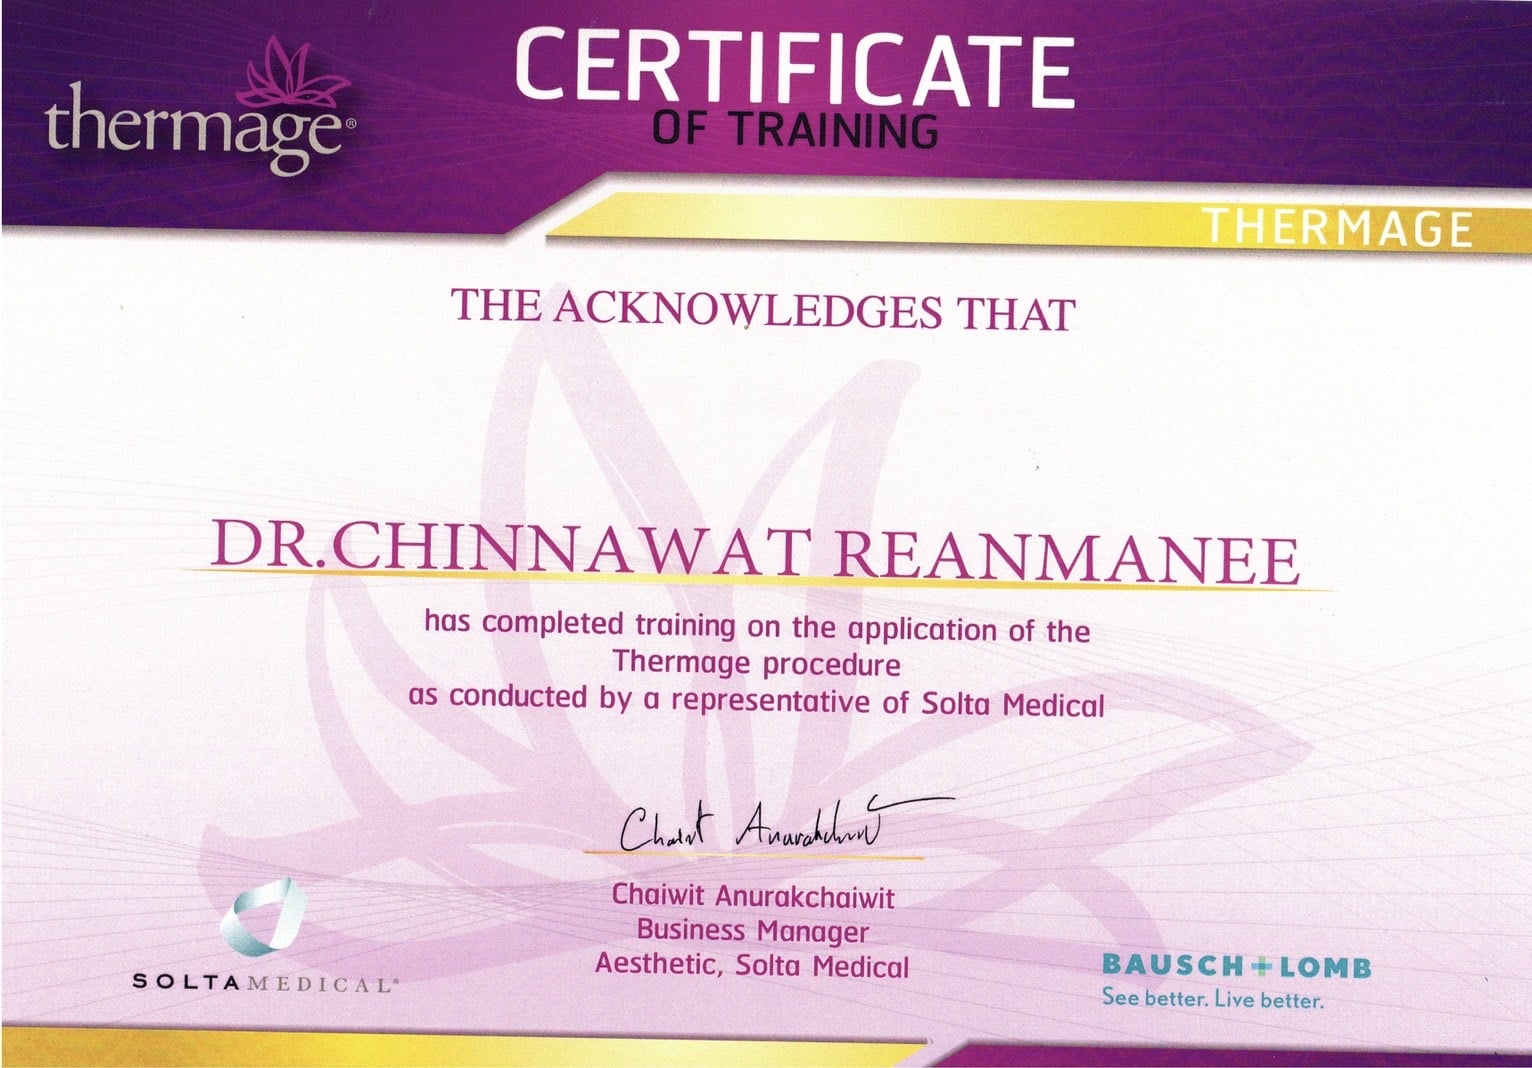 thermage®
CERTIFICATE
OF TRAINING
THERMAGE
THE ACKNOWLEDGES THAT
DR.CHINNAWAT REANMANEE
has completed training on the application of the
Thermage procedure
as conducted by a representative of Solta Medical
Chaiwit Anurakchaiwit
Chaiwit Anurakchaiwit
Business Manager
Aesthetic, Solta Medical
SOLTAMEDICAL®
BAUSCH+LOMB
See better. Live better.